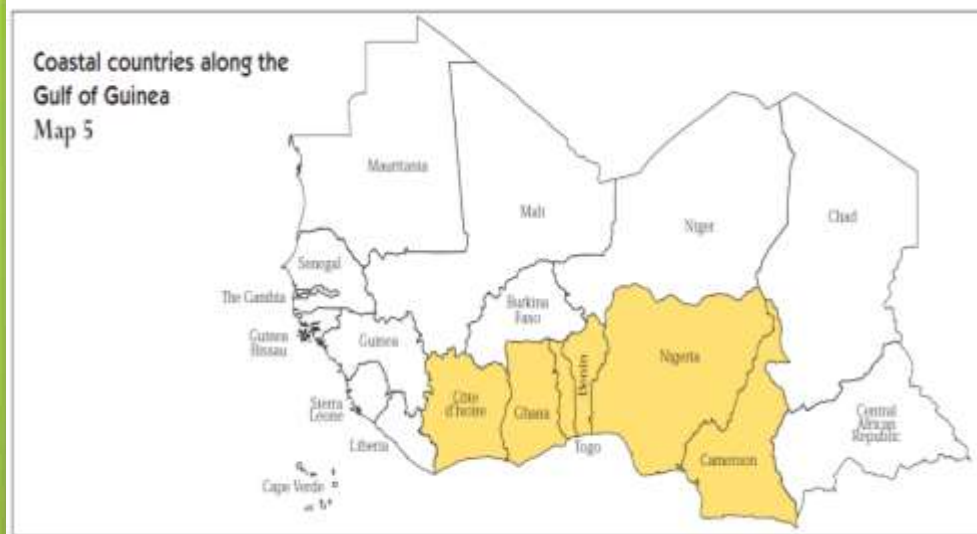 Coastal countries along the
Gulf of Guinea
Map 5
Mauritania
Mali
Niger
Chad
Senegal
The Gambia
Guinea
Bissau
Guinea
Burkina
Faso
Sierra
Leone
Liberia
Côte
d'Ivoire
Ghana
Togo
Benin
Nigeria
Cameroon
Central
African
Republic
Cape Verde